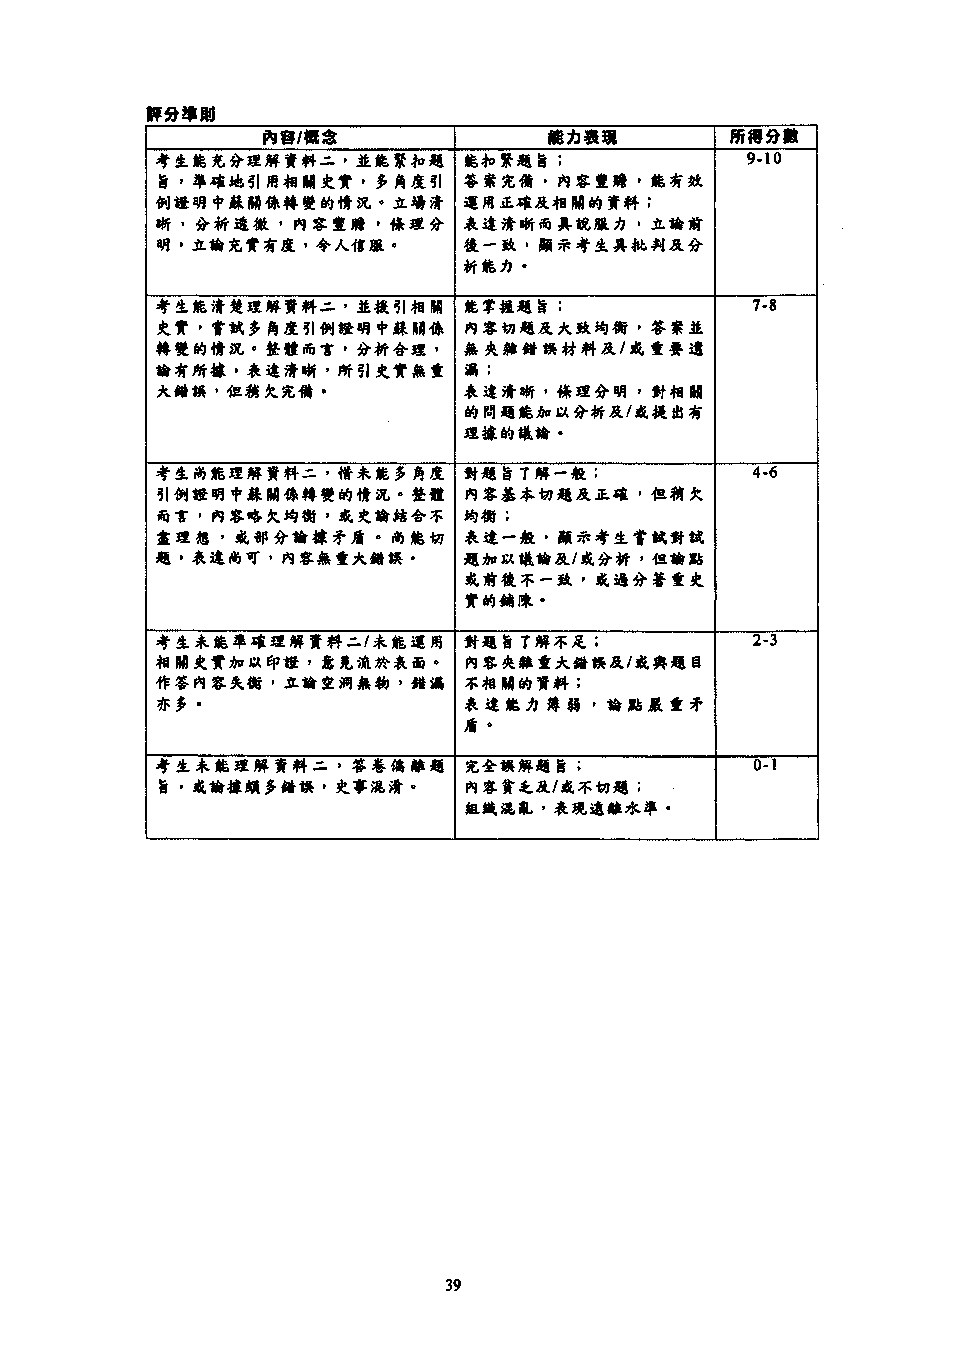 評分準則
內容/概念
能力表現
所得分數
考生能充分理解資料二，並能緊扣題
旨，準確地引用相關史實，多角度引
例證明中蘇關係轉變的情況。立場清
晰，分析透徹，內容豐贍，條理分
明，立論充實有度，令人信服。
能扣緊題旨；
答案完備，內容豐贍，能有效
運用正確及相關的資料；
表達清晰而具說服力，立論前
後一致，顯示考生具批判及分
析能力。
9-10
考生能清楚理解資料二，並援引相關
史實，嘗試多角度引例證明中蘇關係
轉變的情況。整體而言，分析合理，
論有所據，表達清晰，所引史實無重
大錯誤，但稍欠完備。
能掌握題旨；
內容切題及大致均衡，答案並
無夾雜錯誤材料及/或重要遺
漏；
表達清晰，條理分明，對相關
的問題能加以分析及/或提出有
理據的議論。
7-8
考生尚能理解資料二，惜未能多角度
引例證明中蘇關係轉變的情況。整體
而言，內容略欠均衡，或史論結合不
盡理想，或部分論據矛盾。尚能切
題，表達尚可，內容無重大錯誤。
對題旨了解一般；
內容基本切題及正確，但稍欠
均衡；
表達一般，顯示考生嘗試對試
題加以議論及/或分析，但論點
或前後不一致，或過分著重史
實的鋪陳。
4-6
考生未能準確理解資料二/未能運用
相關史實加以印證，意見流於表面。
作答內容失衡，立論空洞無物，錯漏
亦多。
對題旨了解不足；
內容夾雜重大錯誤及/或與題目
不相關的資料；
表達能力薄弱，論點嚴重矛
盾。
2-3
考生未能理解資料二，答卷偏離題
旨，或論據頗多錯誤，史事混淆。
完全誤解題旨；
內容貧乏及/或不切題；
組織混亂，表現遠離水準。
0-1
39